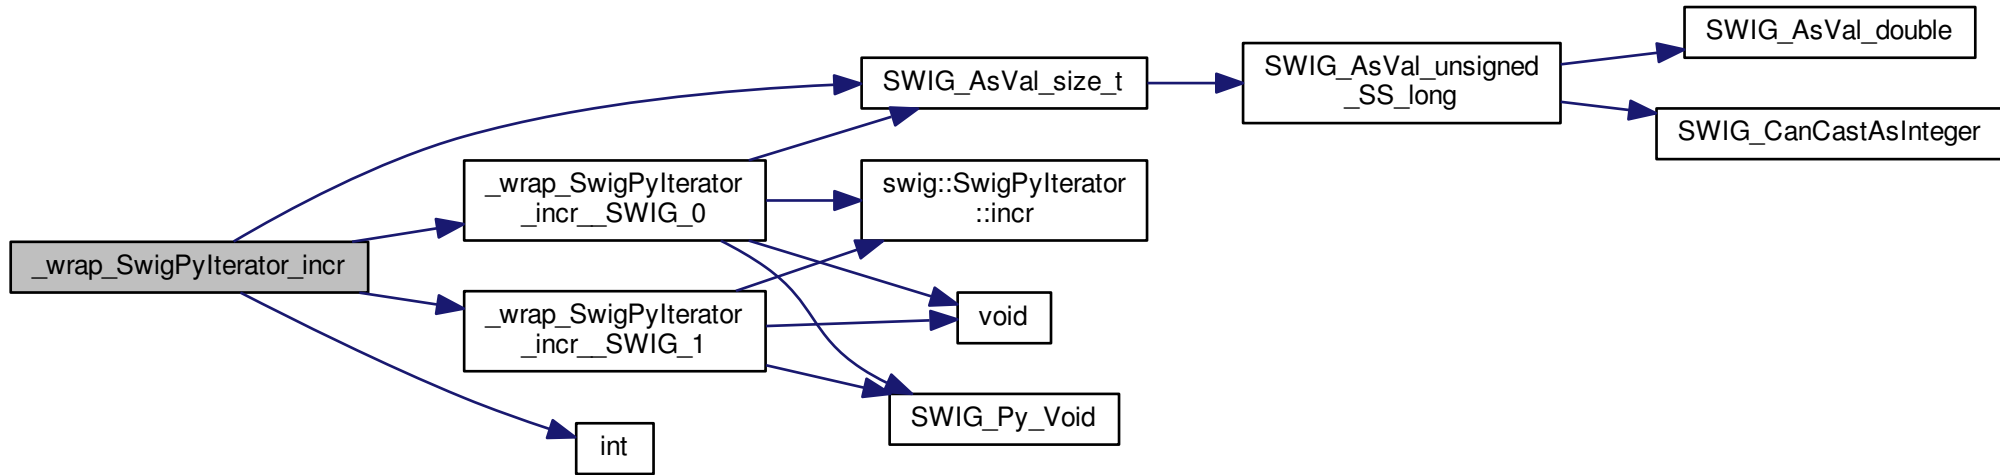 _wrap_SwigPyIterator_incr
_wrap_SwigPyIterator
_incr__SWIG_0
_wrap_SwigPyIterator
_incr__SWIG_1
int
SWIG_AsVal_size_t
swig::SwigPyIterator
::incr
void
SWIG_Py_Void
SWIG_AsVal_unsigned
_SS_long
SWIG_AsVal_double
SWIG_CanCastAsInteger